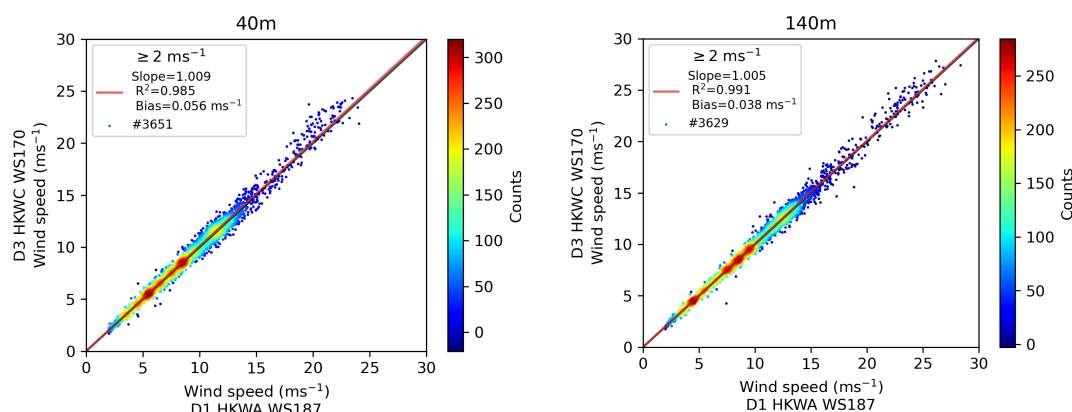 40m
≥ 2 ms⁻¹
Slope=1.009
R²=0.985
Bias=0.056 ms⁻¹
#3651
30
25
20
15
10
5
0
D3 HKWC WS170
Wind speed (ms⁻¹)
0 5 10 15 20 25 30
Wind speed (ms⁻¹)
D1 HKWA WS187
300
250
200
150
100
50
0
Counts
140m
≥ 2 ms⁻¹
Slope=1.005
R²=0.991
Bias=0.038 ms⁻¹
#3629
30
25
20
15
10
5
0
D3 HKWC WS170
Wind speed (ms⁻¹)
0 5 10 15 20 25 30
Wind speed (ms⁻¹)
D1 HKWA WS187
250
200
150
100
50
0
Counts